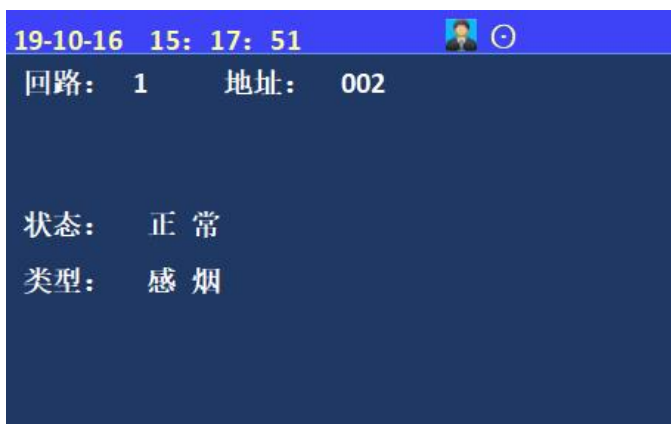 19-10-16 15：17：51
回路： 1 地址： 002
状态： 正 常
类型： 感 烟